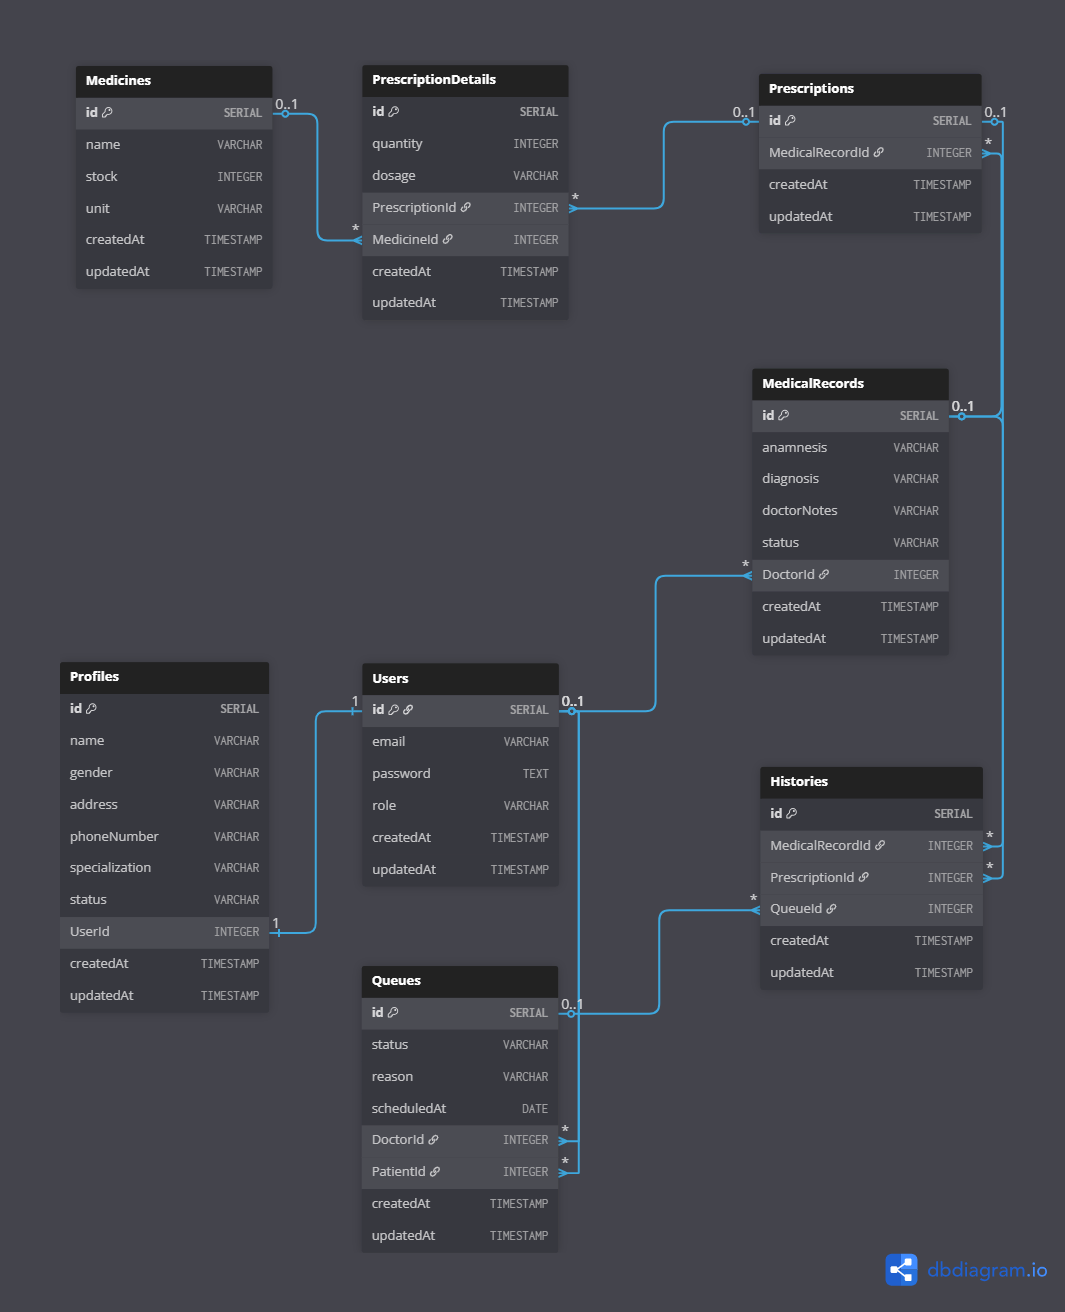 Medicines
id SERIAL
name VARCHAR
stock INTEGER
unit VARCHAR
createdAt TIMESTAMP
updatedAt TIMESTAMP
0..1
*
PrescriptionDetails
id SERIAL
quantity INTEGER
dosage VARCHAR
PrescriptionId INTEGER
MedicineId INTEGER
createdAt TIMESTAMP
updatedAt TIMESTAMP
*
0..1
Prescriptions
id SERIAL
MedicalRecordId INTEGER
createdAt TIMESTAMP
updatedAt TIMESTAMP
0..1
*
MedicalRecords
id SERIAL
anamnesis VARCHAR
diagnosis VARCHAR
doctorNotes VARCHAR
status VARCHAR
DoctorId INTEGER
createdAt TIMESTAMP
updatedAt TIMESTAMP
0..1
*
Profiles
id SERIAL
name VARCHAR
gender VARCHAR
address VARCHAR
phoneNumber VARCHAR
specialization VARCHAR
status VARCHAR
UserId INTEGER
createdAt TIMESTAMP
updatedAt TIMESTAMP
1
1
Users
id SERIAL
email VARCHAR
password TEXT
role VARCHAR
createdAt TIMESTAMP
updatedAt TIMESTAMP
0..1
Histories
id SERIAL
MedicalRecordId INTEGER
PrescriptionId INTEGER
QueueId INTEGER
createdAt TIMESTAMP
updatedAt TIMESTAMP
*
*
*
Queues
id SERIAL
status VARCHAR
reason VARCHAR
scheduledAt DATE
DoctorId INTEGER
PatientId INTEGER
createdAt TIMESTAMP
updatedAt TIMESTAMP
0..1
*
*
dbdiagram.io